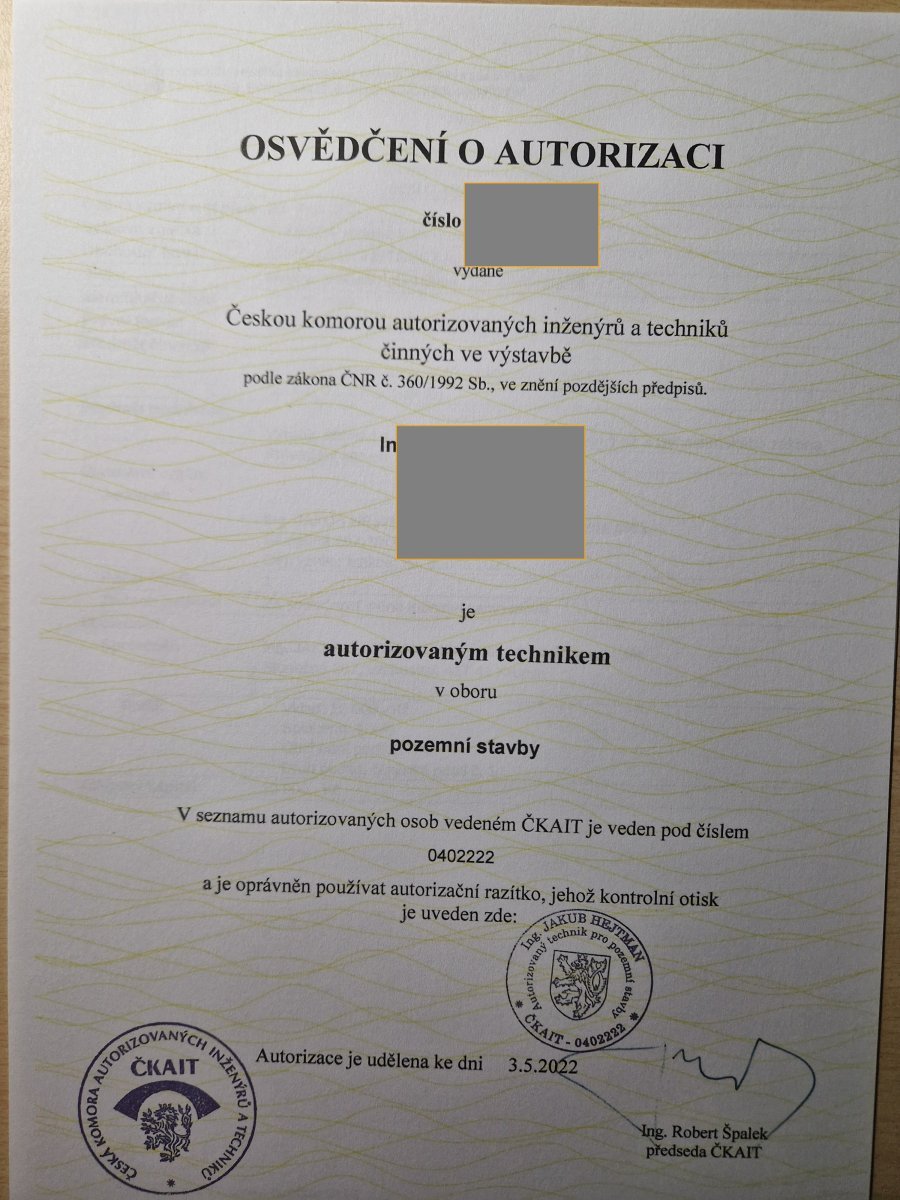 OSVĚDČENÍ O AUTORIZACI
číslo
vydané
Českou komorou autorizovaných inženýrů a techniků
činných ve výstavbě
podle zákona ČNR č. 360/1992 Sb., ve znění pozdějších předpisů.
In
je
autorizovaným technikem
v oboru
pozemní stavby
V seznamu autorizovaných osob vedeném ČKAIT je veden pod číslem
0402222
a je oprávněn používat autorizační razítko, jehož kontrolní otisk
je uveden zde:
Ing. JAKUB HEJTMAN
Autorizovaný technik pro pozemní stavby
ČKAIT - 0402222
Autorizace je udělena ke dni 3.5.2022
ČESKÁ KOMORA AUTORIZOVANÝCH INŽENÝRŮ A TECHNIKŮ
ČKAIT
Ing. Robert Špalek
předseda ČKAIT